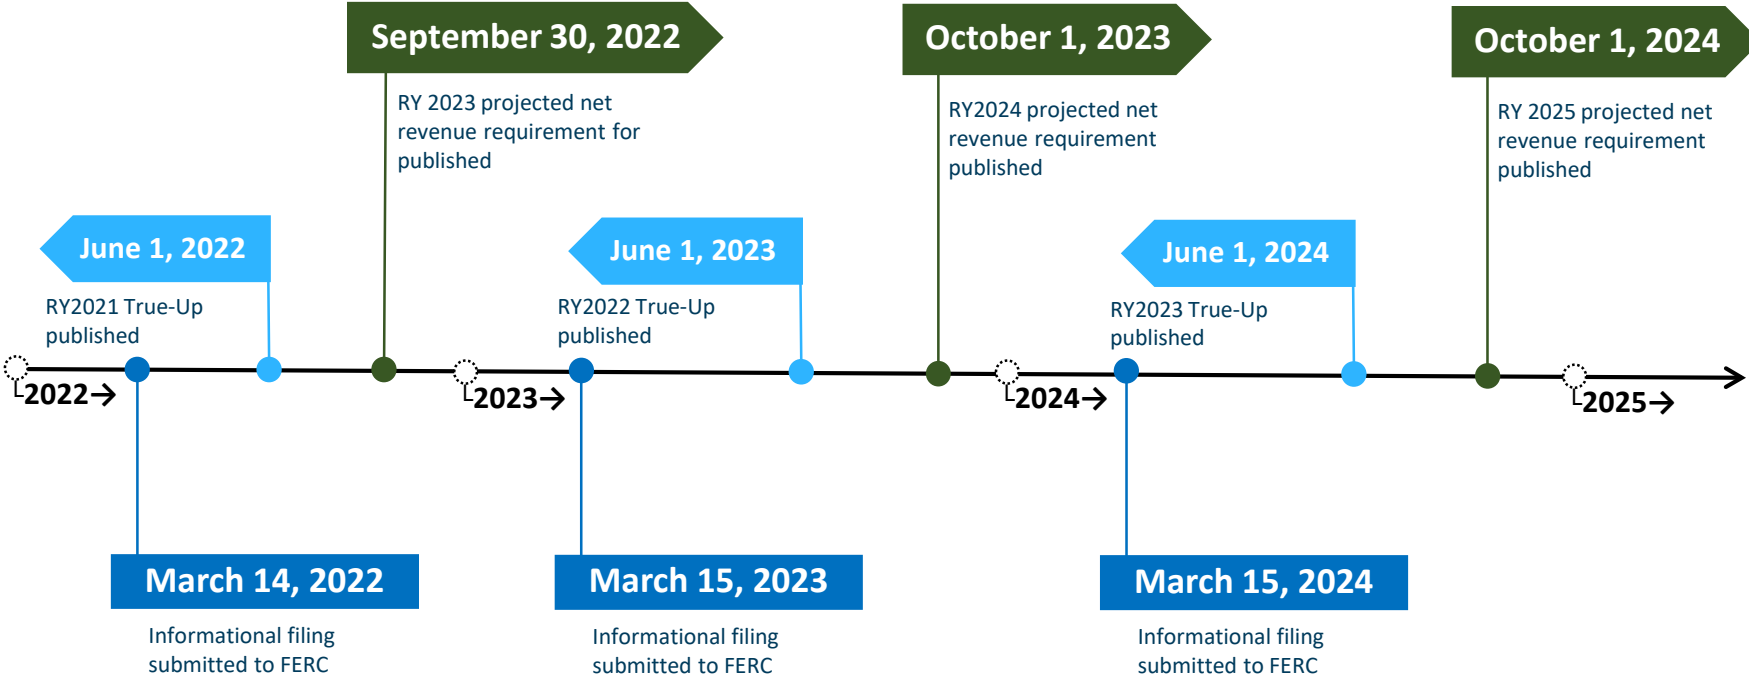 September 30, 2022
RY 2023 projected net
revenue requirement for
published
October 1, 2023
RY2024 projected net
revenue requirement
published
October 1, 2024
RY 2025 projected net
revenue requirement
published
June 1, 2022
RY2021 True-Up
published
June 1, 2023
RY2022 True-Up
published
June 1, 2024
RY2023 True-Up
published
2022→
2023→
2024→
2025→
March 14, 2022
Informational filing
submitted to FERC
March 15, 2023
Informational filing
submitted to FERC
March 15, 2024
Informational filing
submitted to FERC